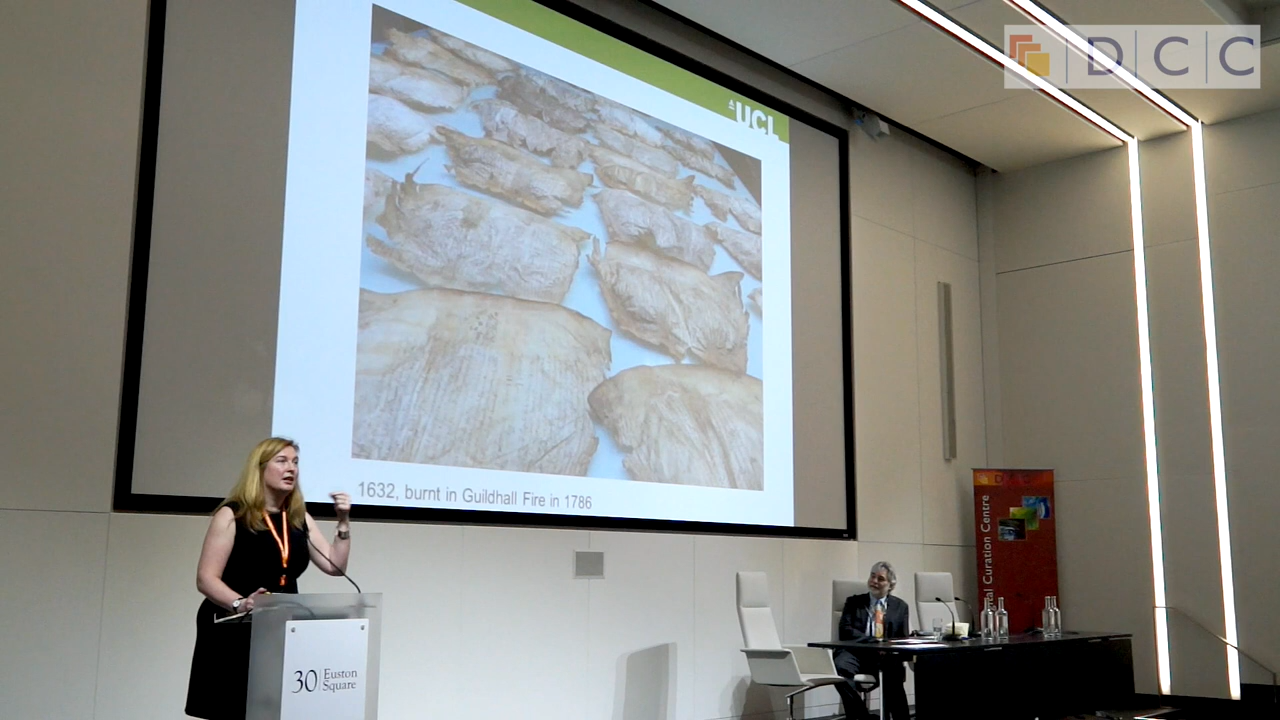 DCC
UCL
1632, burnt in Guildhall Fire in 1786
30 Euston
Square
tal Curation Centre